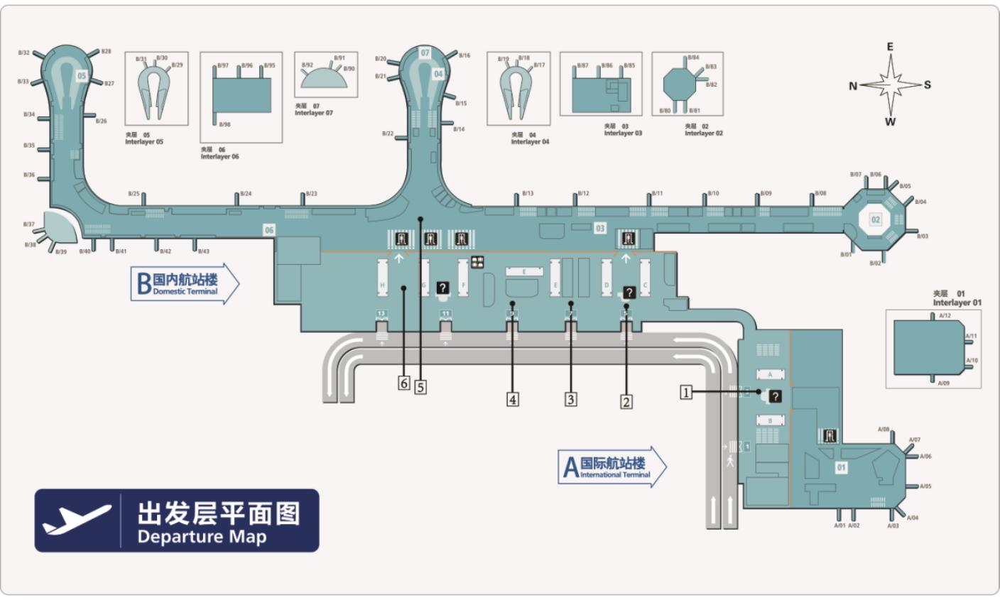 B/32
B/28
B/33
B/27
05
B/34
B/26
B/35
B/36
B/31
B/30
B/29
夹层 05
Interlayer 05
B/97
B/96
B/95
B/98
夹层 06
Interlayer 06
B/92
B/91
B/90
夹层 07
Interlayer 07
B/20
B/16
07
B/21
04
B/15
B/22
B/14
B/19
B/18
B/17
夹层 04
Interlayer 04
B/87
B/86
B/85
夹层 03
Interlayer 03
B/84
B/83
B/82
B/80
B/81
夹层 02
Interlayer 02
E
N
S
W
B/25
B/24
B/23
B/13
B/12
B/11
B/10
B/09
B/08
B/07
B/06
B/05
B/04
02
B/03
B/01
B/02
B/37
B/38
B/39
B/40
B/41
B/42
B/43
06
03
B 国内航站楼
Domestic Terminal
H
G
F
E
E
D
C
?
?
13
11
9
7
5
6
5
4
3
2
1
夹层 01
Interlayer 01
A/12
A/11
A/10
A/09
A
?
B
1
A 国际航站楼
International Terminal
A/08
A/07
A/06
01
A/05
A/04
A/01
A/02
A/03
出发层平面图
Departure Map